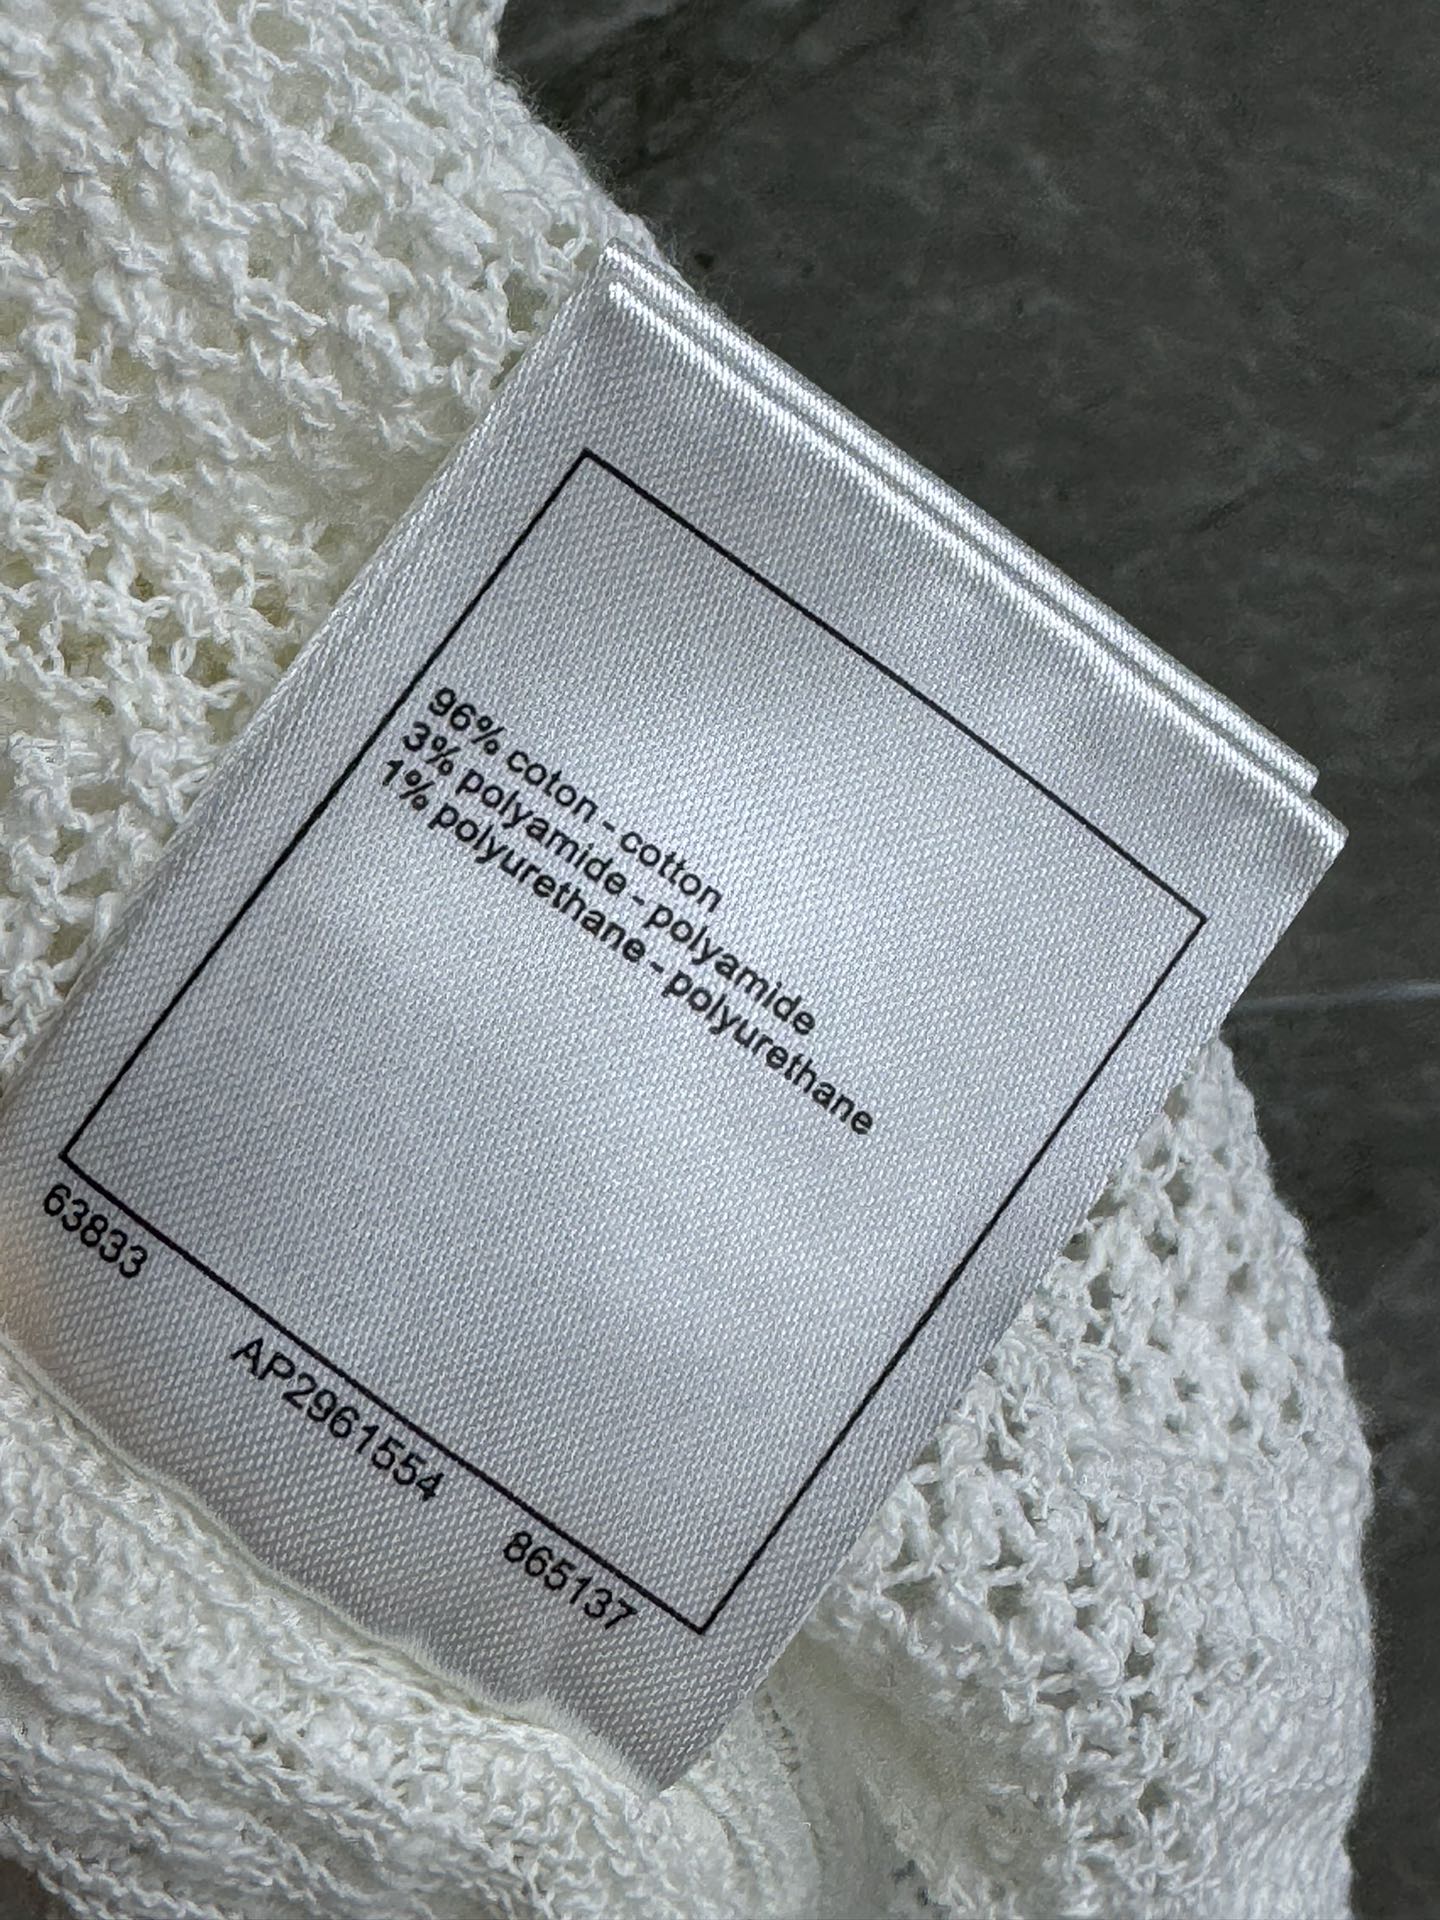 96% coton - cotton
3% polyamide - polyamide
1% polyurethane - polyurethane
63833 AP2961554 865137